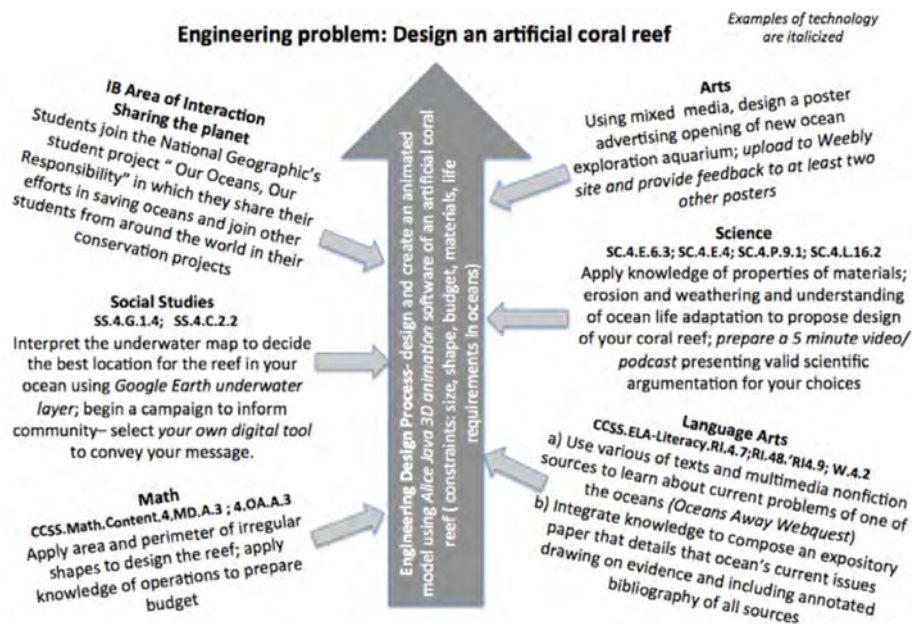 Engineering problem: Design an artificial coral reef
Examples of technology
are italicized
IB Area of Interaction
Sharing the planet
Students join the National Geographic's
student project " Our Oceans, Our
Responsibility" in which they share their
efforts in saving oceans and join other
students from around the world in their
conservation projects
Social Studies
SS.4.G.1.4; SS.4.C.2.2
Interpret the underwater map to decide
the best location for the reef in your
ocean using Google Earth underwater
layer; begin a campaign to inform
community– select your own digital tool
to convey your message.
Math
CCSS.Math.Content.4.MD.A.3 ; 4.OA.A.3
Apply area and perimeter of irregular
shapes to design the reef; apply
knowledge of operations to prepare
budget
Engineering Design Process- design and create an animated
model using Alice Java 3D animation software of an artificial coral
reef ( constraints: size, shape, budget, materials, life
requirements in oceans)
Arts
Using mixed media, design a poster
advertising opening of new ocean
exploration aquarium; upload to Weebly
site and provide feedback to at least two
other posters
Science
SC.4.E.6.3; SC.4.E.4; SC.4.P.9.1; SC.4.L.16.2
Apply knowledge of properties of materials;
erosion and weathering and understanding
of ocean life adaptation to propose design
of your coral reef; prepare a 5 minute video/
podcast presenting valid scientific
argumentation for your choices
Language Arts
CCSS.ELA-Literacy.RI.4.7;RI.48.'RI4.9; W.4.2
a) Use various of texts and multimedia nonfiction
sources to learn about current problems of one of
the oceans (Oceans Away Webquest)
b) Integrate knowledge to compose an expository
paper that details that ocean's current issues
drawing on evidence and including annotated
bibliography of all sources